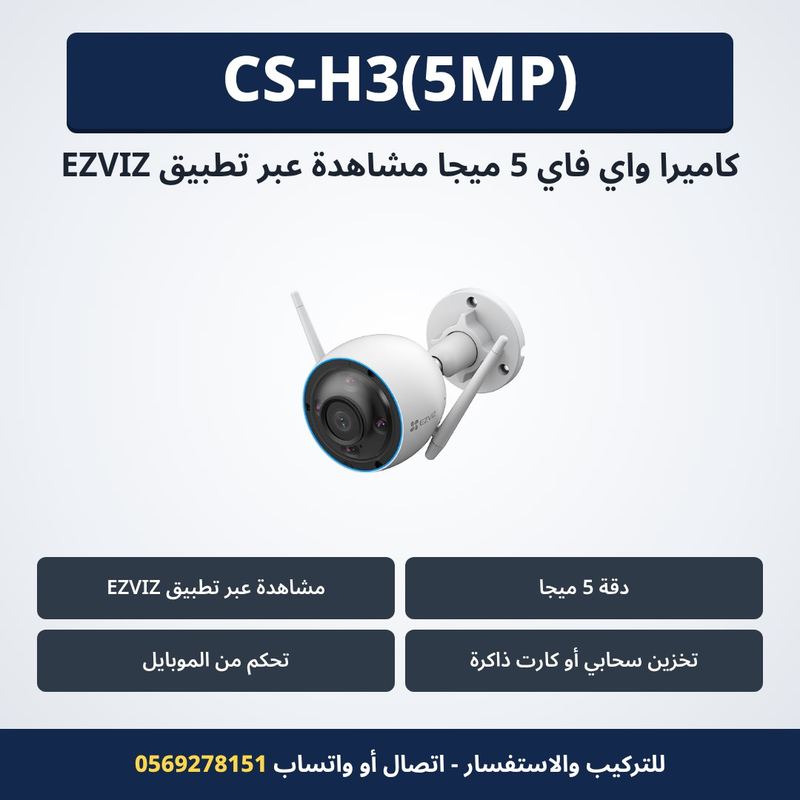 CS-H3(5MP)
كاميرا واي فاي 5 ميجا مشاهدة عبر تطبيق EZVIZ
EZVIZ
دقة 5 ميجا
مشاهدة عبر تطبيق EZVIZ
تخزين سحابي أو كارت ذاكرة
تحكم من الموبايل
للتركيب والاستفسار - اتصال أو واتساب 0569278151